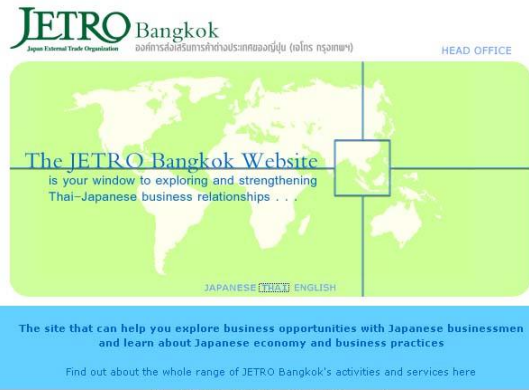 JETRO Bangkok
Japan External Trade Organization
องค์การส่งเสริมการค้าต่างประเทศของญี่ปุ่น (เจโทร กรุงเทพฯ)
HEAD OFFICE
The JETRO Bangkok Website
is your window to exploring and strengthening
Thai-Japanese business relationships . . .
JAPANESE THAI ENGLISH
The site that can help you explore business opportunities with Japanese businessmen
and learn about Japanese economy and business practices
Find out about the whole range of JETRO Bangkok's activities and services here